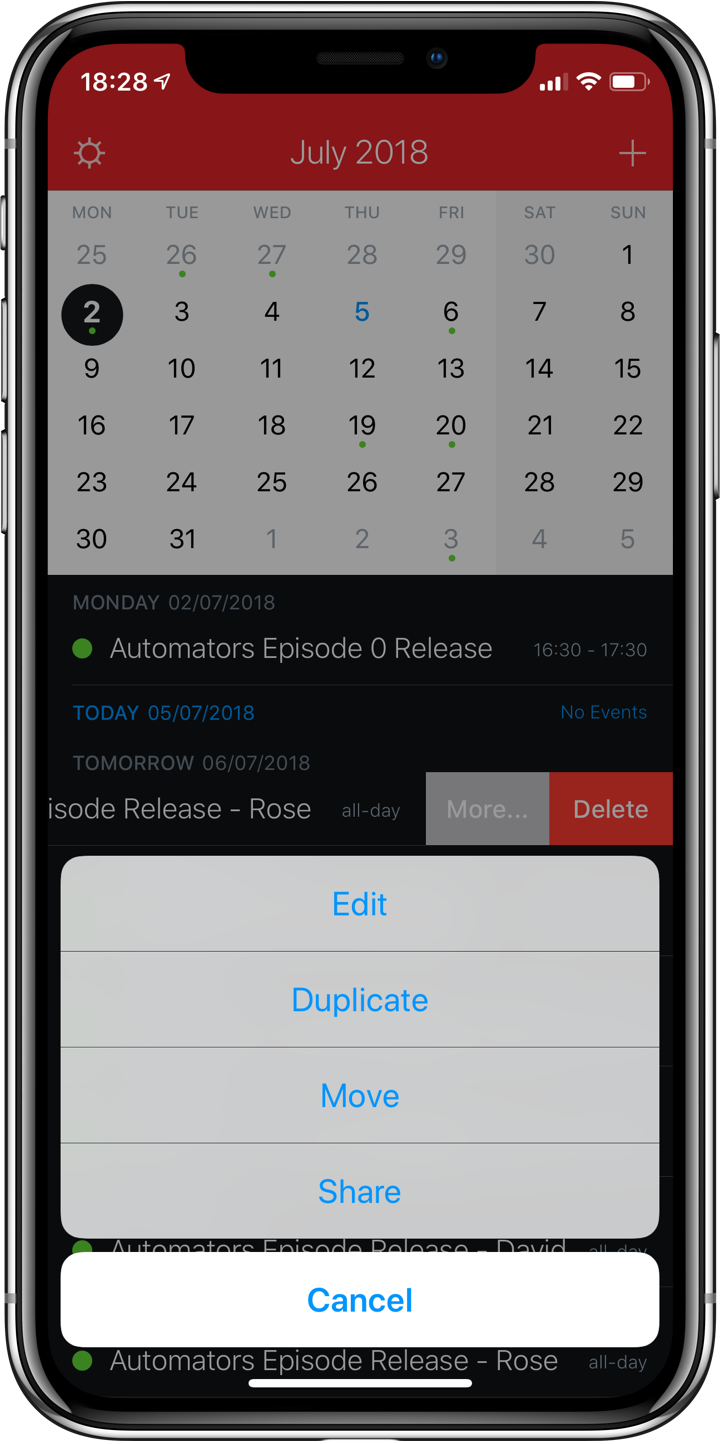 18:28
July 2018
MON TUE WED THU FRI SAT SUN
25 26 27 28 29 30 1
2 3 4 5 6 7 8
9 10 11 12 13 14 15
16 17 18 19 20 21 22
23 24 25 26 27 28 29
30 31 1 2 3 4 5
MONDAY 02/07/2018
Automators Episode 0 Release 16:30 - 17:30
TODAY 05/07/2018 No Events
TOMORROW 06/07/2018
isode Release - Rose all-day More... Delete
Edit
Duplicate
Move
Share
Automators Episode Release - David all-day
Cancel
Automators Episode Release - Rose all-day